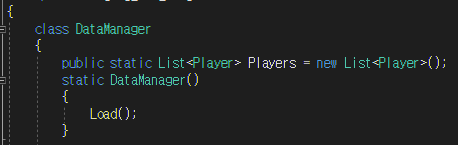 {
class DataManager
{
public static List<Player> Players = new List<Player>();
static DataManager()
{
Load();
}